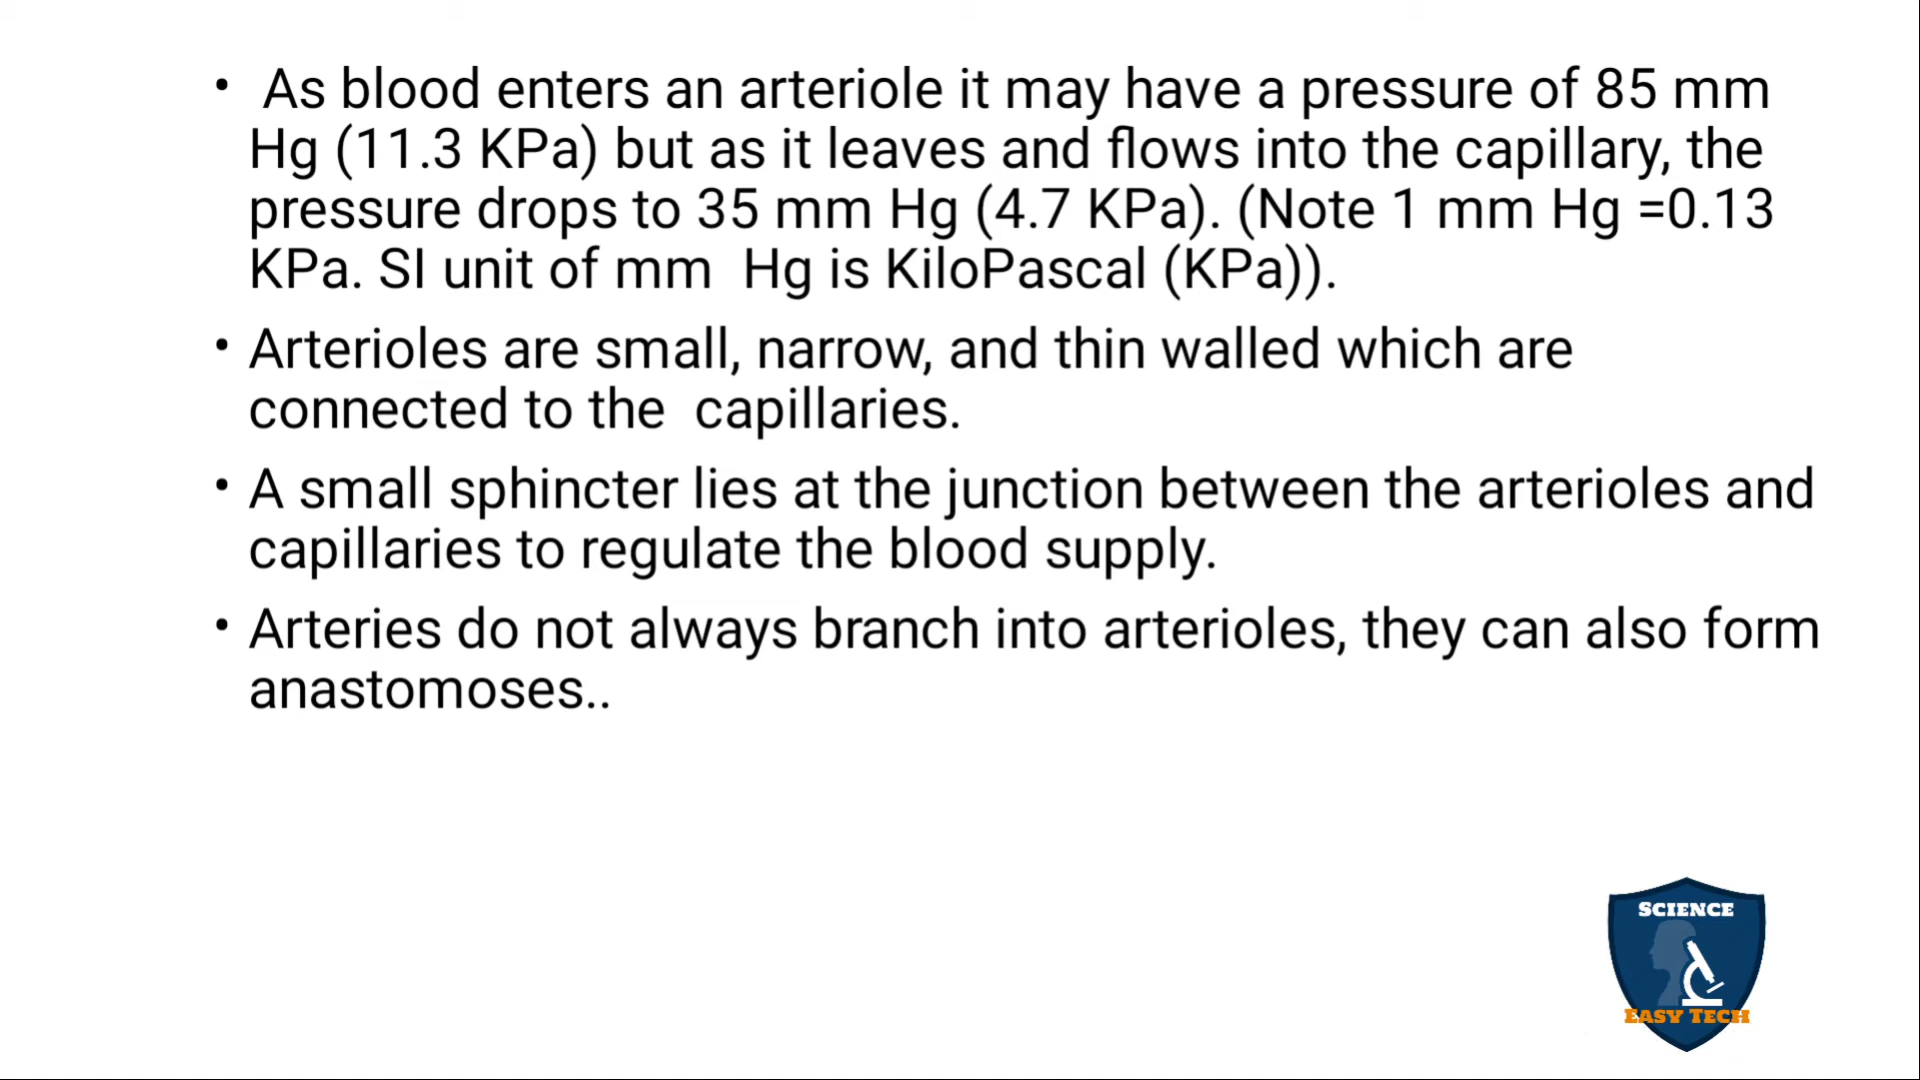 • As blood enters an arteriole it may have a pressure of 85 mm
Hg (11.3 KPa) but as it leaves and flows into the capillary, the
pressure drops to 35 mm Hg (4.7 KPa). (Note 1 mm Hg =0.13
KPa. SI unit of mm  Hg is KiloPascal (KPa)).
• Arterioles are small, narrow, and thin walled which are
connected to the  capillaries.
• A small sphincter lies at the junction between the arterioles and
capillaries to regulate the blood supply.
• Arteries do not always branch into arterioles, they can also form
anastomoses..
SCIENCE
EASY TECH